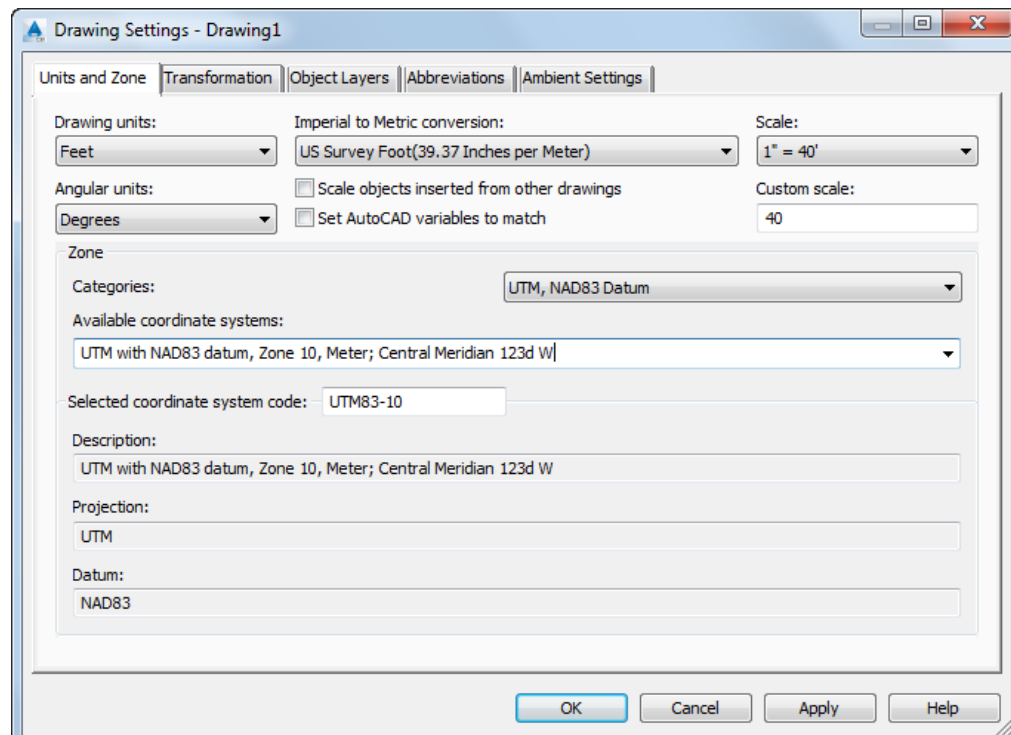 Drawing Settings - Drawing1
Units and Zone Transformation Object Layers Abbreviations Ambient Settings
Drawing units: Imperial to Metric conversion: Scale:
Feet US Survey Foot(39.37 Inches per Meter) 1" = 40'
Angular units: Scale objects inserted from other drawings Custom scale:
Degrees Set AutoCAD variables to match 40
Zone
Categories: UTM, NAD83 Datum
Available coordinate systems:
UTM with NAD83 datum, Zone 10, Meter; Central Meridian 123d W
Selected coordinate system code: UTM83-10
Description:
UTM with NAD83 datum, Zone 10, Meter; Central Meridian 123d W
Projection:
UTM
Datum:
NAD83
OK Cancel Apply Help